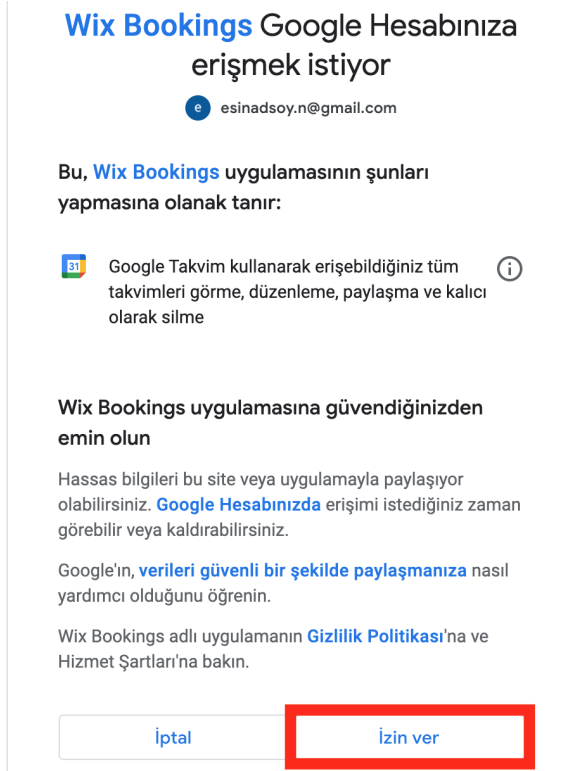 Wix Bookings Google Hesabınıza
erişmek istiyor
e esinadsoy.n@gmail.com
Bu, Wix Bookings uygulamasının şunları
yapmasına olanak tanır:
31 Google Takvim kullanarak erişebildiğiniz tüm
takvimleri görme, düzenleme, paylaşma ve kalıcı
olarak silme
Wix Bookings uygulamasına güvendiğinizden
emin olun
Hassas bilgileri bu site veya uygulamayla paylaşıyor
olabilirsiniz. Google Hesabınızda erişimi istediğiniz zaman
görebilir veya kaldırabilirsiniz.
Google'ın, verileri güvenli bir şekilde paylaşmanıza nasıl
yardımcı olduğunu öğrenin.
Wix Bookings adlı uygulamanın Gizlilik Politikası'na ve
Hizmet Şartları'na bakın.
İptal İzin ver